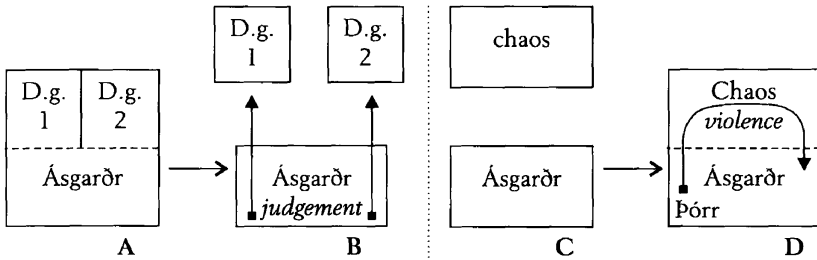 D.g.
1
D.g.
2
Ásgarðr
A
D.g.
1
D.g.
2
Ásgarðr
judgement
B
chaos
Ásgarðr
C
Chaos
violence
Ásgarðr
Þórr
D